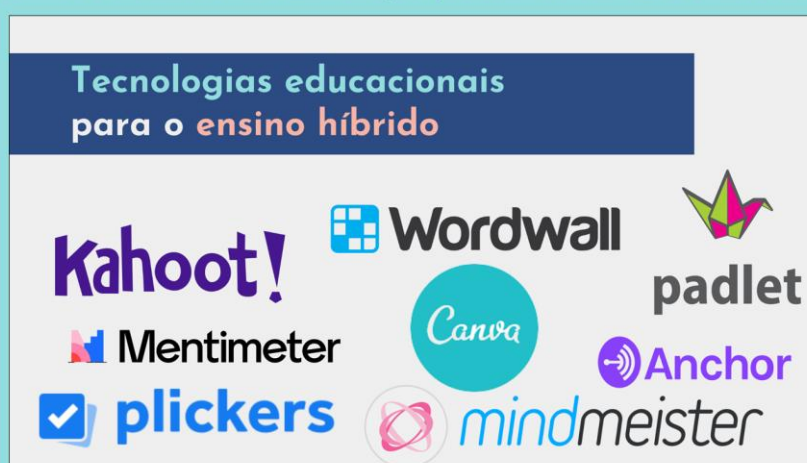 Tecnologias educacionais
para o ensino híbrido
Kahoot!
Wordwall
padlet
Canva
Mentimeter
Anchor
plickers
mindmeister